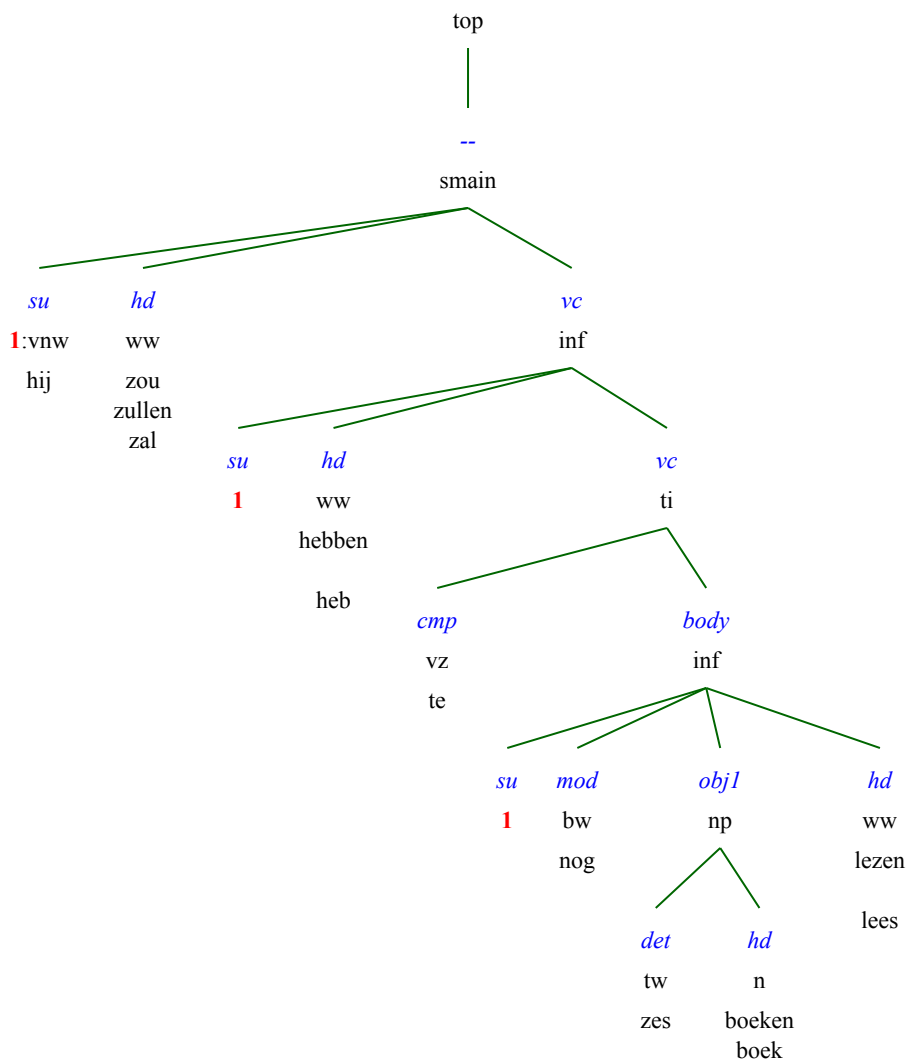 top
--
smain
su hd vc
1:vnw ww inf
hij zou
zullen
zal
su hd vc
1 ww ti
hebben
heb
cmp body
vz inf
te
su mod obj1 hd
1 bw np ww
nog lezen
lees
det hd
tw n
zes boeken
boek